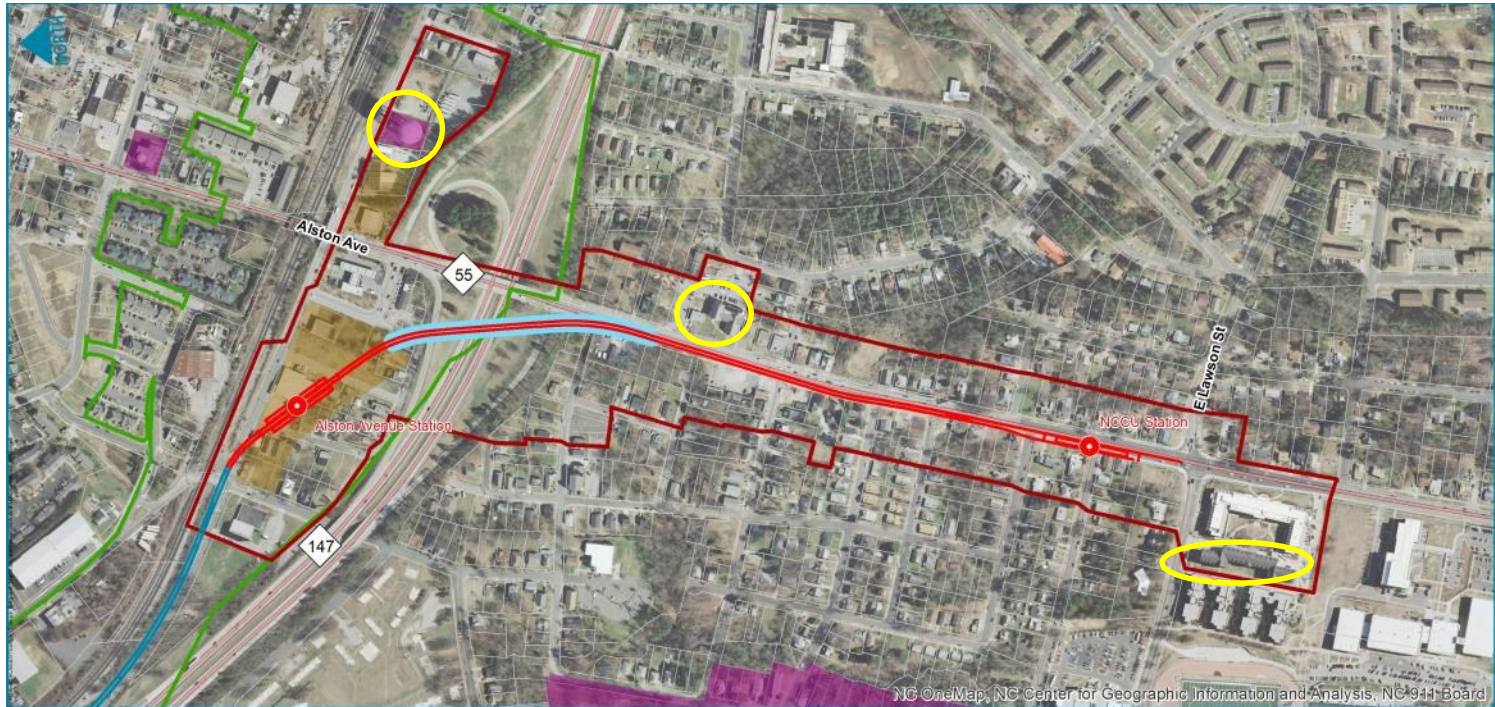 NORTH
Alston Ave
55
E Lawson St
NCCU Station
Alston Avenue Station
147
NC OneMap, NC Center for Geographic Information and Analysis, NC 911 Board